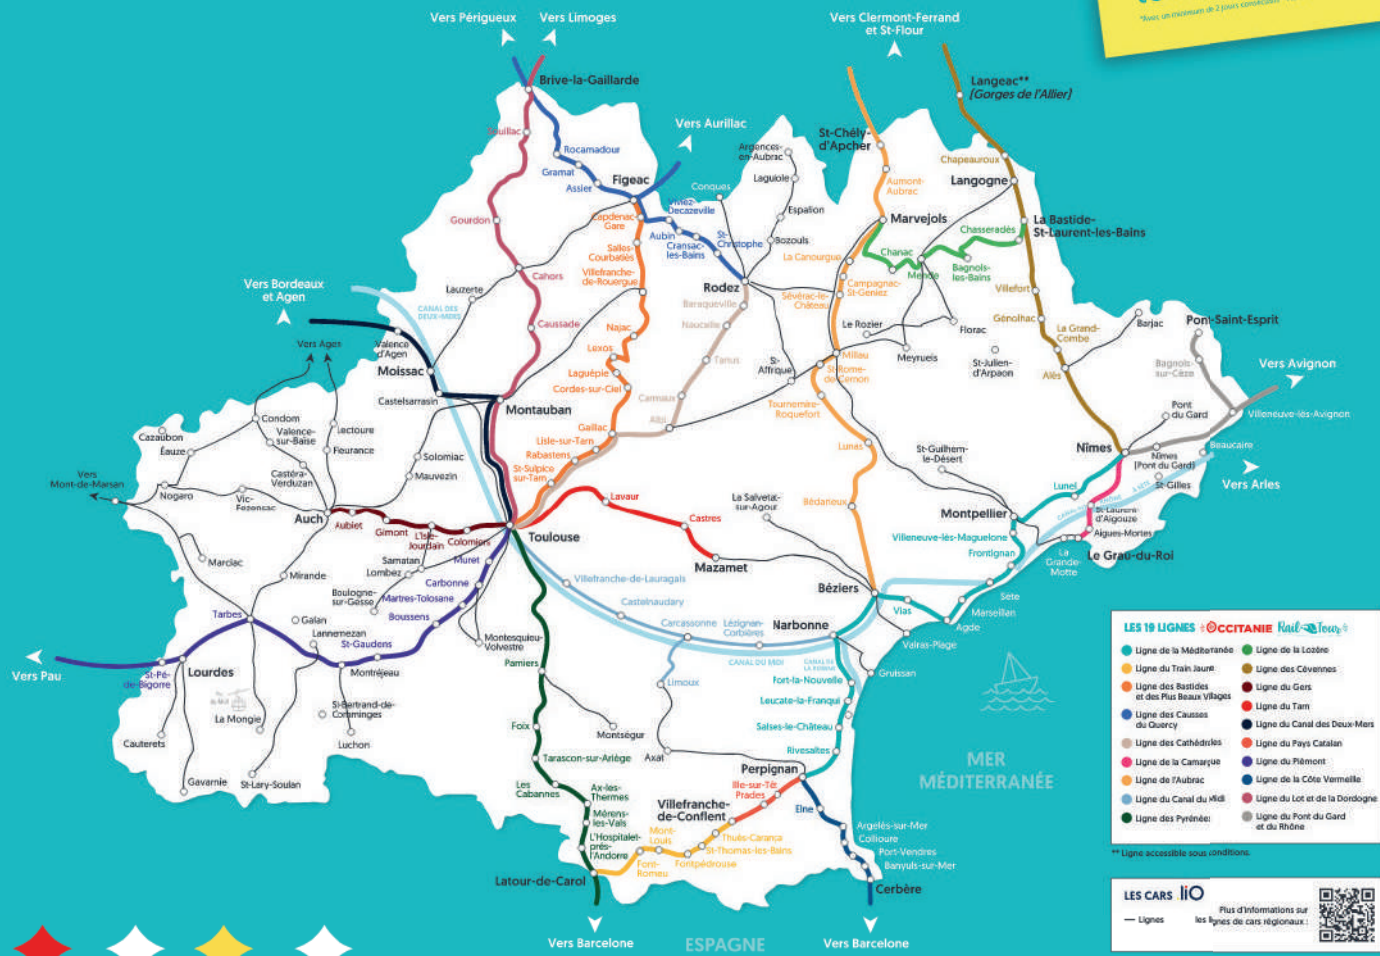 *Avec un minimum de 2 jours consécutifs
Vers Périgueux
Vers Limoges
Vers Clermont-Ferrand
et St-Flour
Brive-la-Gaillarde
Langeac**
(Gorges de l'Allier)
Vers Aurillac
St-Chély-
d'Apcher
Souillac
Rocamadour
Gramat
Assier
Figeac
Argences-
en-Aubrac
Laguiole
Conques
Espalion
Bozouls
Aumont-
Aubrac
Marvejols
Chapeauroux
Langogne
La Bastide-
St-Laurent-les-Bains
Chasseradès
Chanac
Mende
Bagnols-
les-Bains
Gourdon
Capdenac-
Gare
Viviez-
Decazeville
Aubin
Cransac-
les-Bains
St-
Christophe
Salles-
Courbatiès
Villefranche-
de-Rouergue
Rodez
La Canourgue
Campagnac-
St-Geniez
Sévérac-le-
Château
Villefort
Génolhac
La Grand-
Combe
Alès
Vers Bordeaux
et Agen
CANAL DES
DEUX-MERS
Lauzerte
Cahors
Caussade
Najac
Lexos
Laguépie
Cordes-sur-Ciel
Baraqueville
Naucelle
Tanus
Carmaux
Albi
Le Rozier
Millau
Meyrueis
Florac
St-Julien-
d'Arpaon
Barjac
Pont-Saint-Esprit
Bagnols-
sur-Cèze
Vers Avignon
Villeneuve-lès-Avignon
Vers Agen
Valence
d'Agen
Moissac
Castelsarrasin
Montauban
St-
Affrique
St-Rome-
de-Cernon
Tournemire-
Roquefort
Lunas
Bédarieux
Pont
du Gard
Nîmes
Nîmes
(Pont du Gard)
Beaucaire
Vers Arles
Condom
Valence-
sur-Baïse
Lectoure
Fleurance
Castéra-
Verduzan
Cazaubon
Éauze
Vers
Mont-de-Marsan
Nogaro
Vic-
Fezensac
Solomiac
Mauvezin
Gaillac
Lisle-sur-Tarn
Rabastens
St-Sulpice
sur-Tarn
Lavaur
Castres
Mazamet
La Salvetat-
sur-Agout
St-Guilhem-
le-Désert
Lunel
St-Gilles
St-Laurent-
d'Aigouze
Aigues-Mortes
Le Grau-du-Roi
La
Grande-
Motte
Montpellier
Villeneuve-lès-Maguelone
Frontignan
Sète
Marseillan
Agde
Vias
Valras-Plage
Béziers
Auch
Aubiet
Gimont
L'Isle-
Jourdain
Colomiers
Toulouse
Marciac
Mirande
Samatan
Lombez
Boulogne-
sur-Gesse
Muret
Carbonne
Martres-Tolosane
Boussens
Montesquieu-
Volvestre
Villefranche-de-Lauragais
Castelnaudary
Carcassonne
Lézignan-
Corbières
Narbonne
CANAL DU MIDI
Gruissan
Port-la-Nouvelle
Leucate-la-Franqui
Salses-le-Château
Rivesaltes
Tarbes
Galan
Lannemezan
St-Gaudens
Montréjeau
Vers Pau
St-Pé-
de-Bigorre
Lourdes
La Mongie
St-Bertrand-de-
Comminges
Luchon
Cauterets
Gavarnie
St-Lary-Soulan
Pamiers
Foix
Montségur
Tarascon-sur-Ariège
Les
Cabannes
Ax-les-
Thermes
Mérens-
les-Vals
L'Hospitalet-
près-
l'Andorre
Latour-de-Carol
Limoux
Axat
Perpignan
Ille-sur-Têt
Prades
Villefranche-
de-Conflent
Thuès-Carança
St-Thomas-les-Bains
Fontpédrouse
Mont-
Louis
Font-
Romeu
Elne
Argelès-sur-Mer
Collioure
Port-Vendres
Banyuls-sur-Mer
Cerbère
Vers Barcelone
ESPAGNE
Vers Barcelone
MER
MÉDITERRANÉE
LES 19 LIGNES OCCITANIE Rail Tour
Ligne de la Méditerranée
Ligne du Train Jaune
Ligne des Bastides
et des Plus Beaux Villages
Ligne des Causses
du Quercy
Ligne des Cathédrales
Ligne de la Camargue
Ligne de l'Aubrac
Ligne du Canal du Midi
Ligne des Pyrénées
Ligne de la Lozère
Ligne des Cévennes
Ligne du Gers
Ligne du Tarn
Ligne du Canal des Deux-Mers
Ligne du Pays Catalan
Ligne du Piémont
Ligne de la Côte Vermeille
Ligne du Lot et de la Dordogne
Ligne du Pont du Gard
et du Rhône
** Ligne accessible sous conditions.
LES CARS liO
Lignes
Plus d'informations sur
les lignes de cars régionaux :